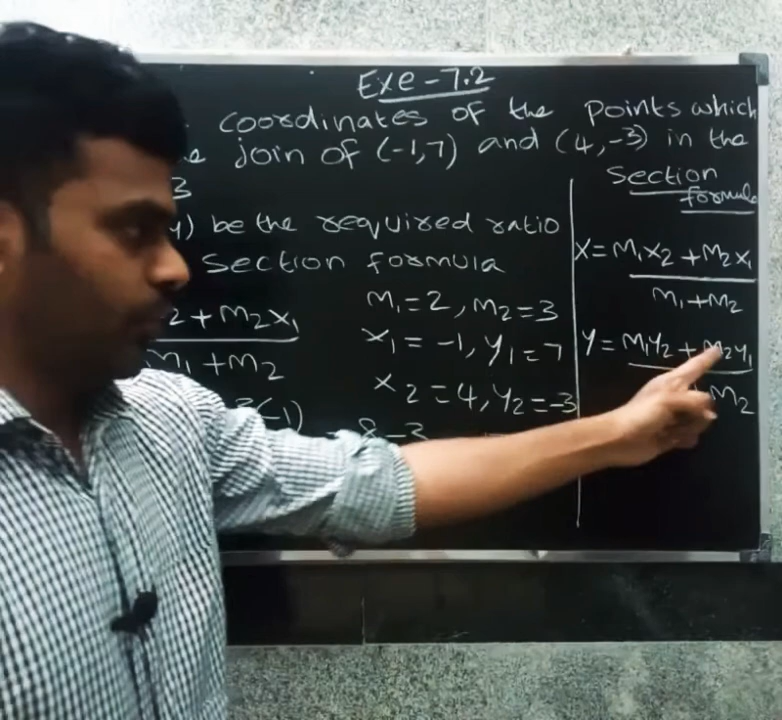 Exe-7.2
coordinates of the points which
e join of (-1,7) and (4,-3) in the
3
y) be the required ratio
section formula
2+M₂x₁
M₁+M₂
3(-1)
8-3
M₁=2, M₂=3
x₁=-1, y₁=7
x₂=4, y₂=-3
Section
formula
X=M₁x₂+M₂x₁
M₁+M₂
y=M₁y₂+M₂y₁
M₂